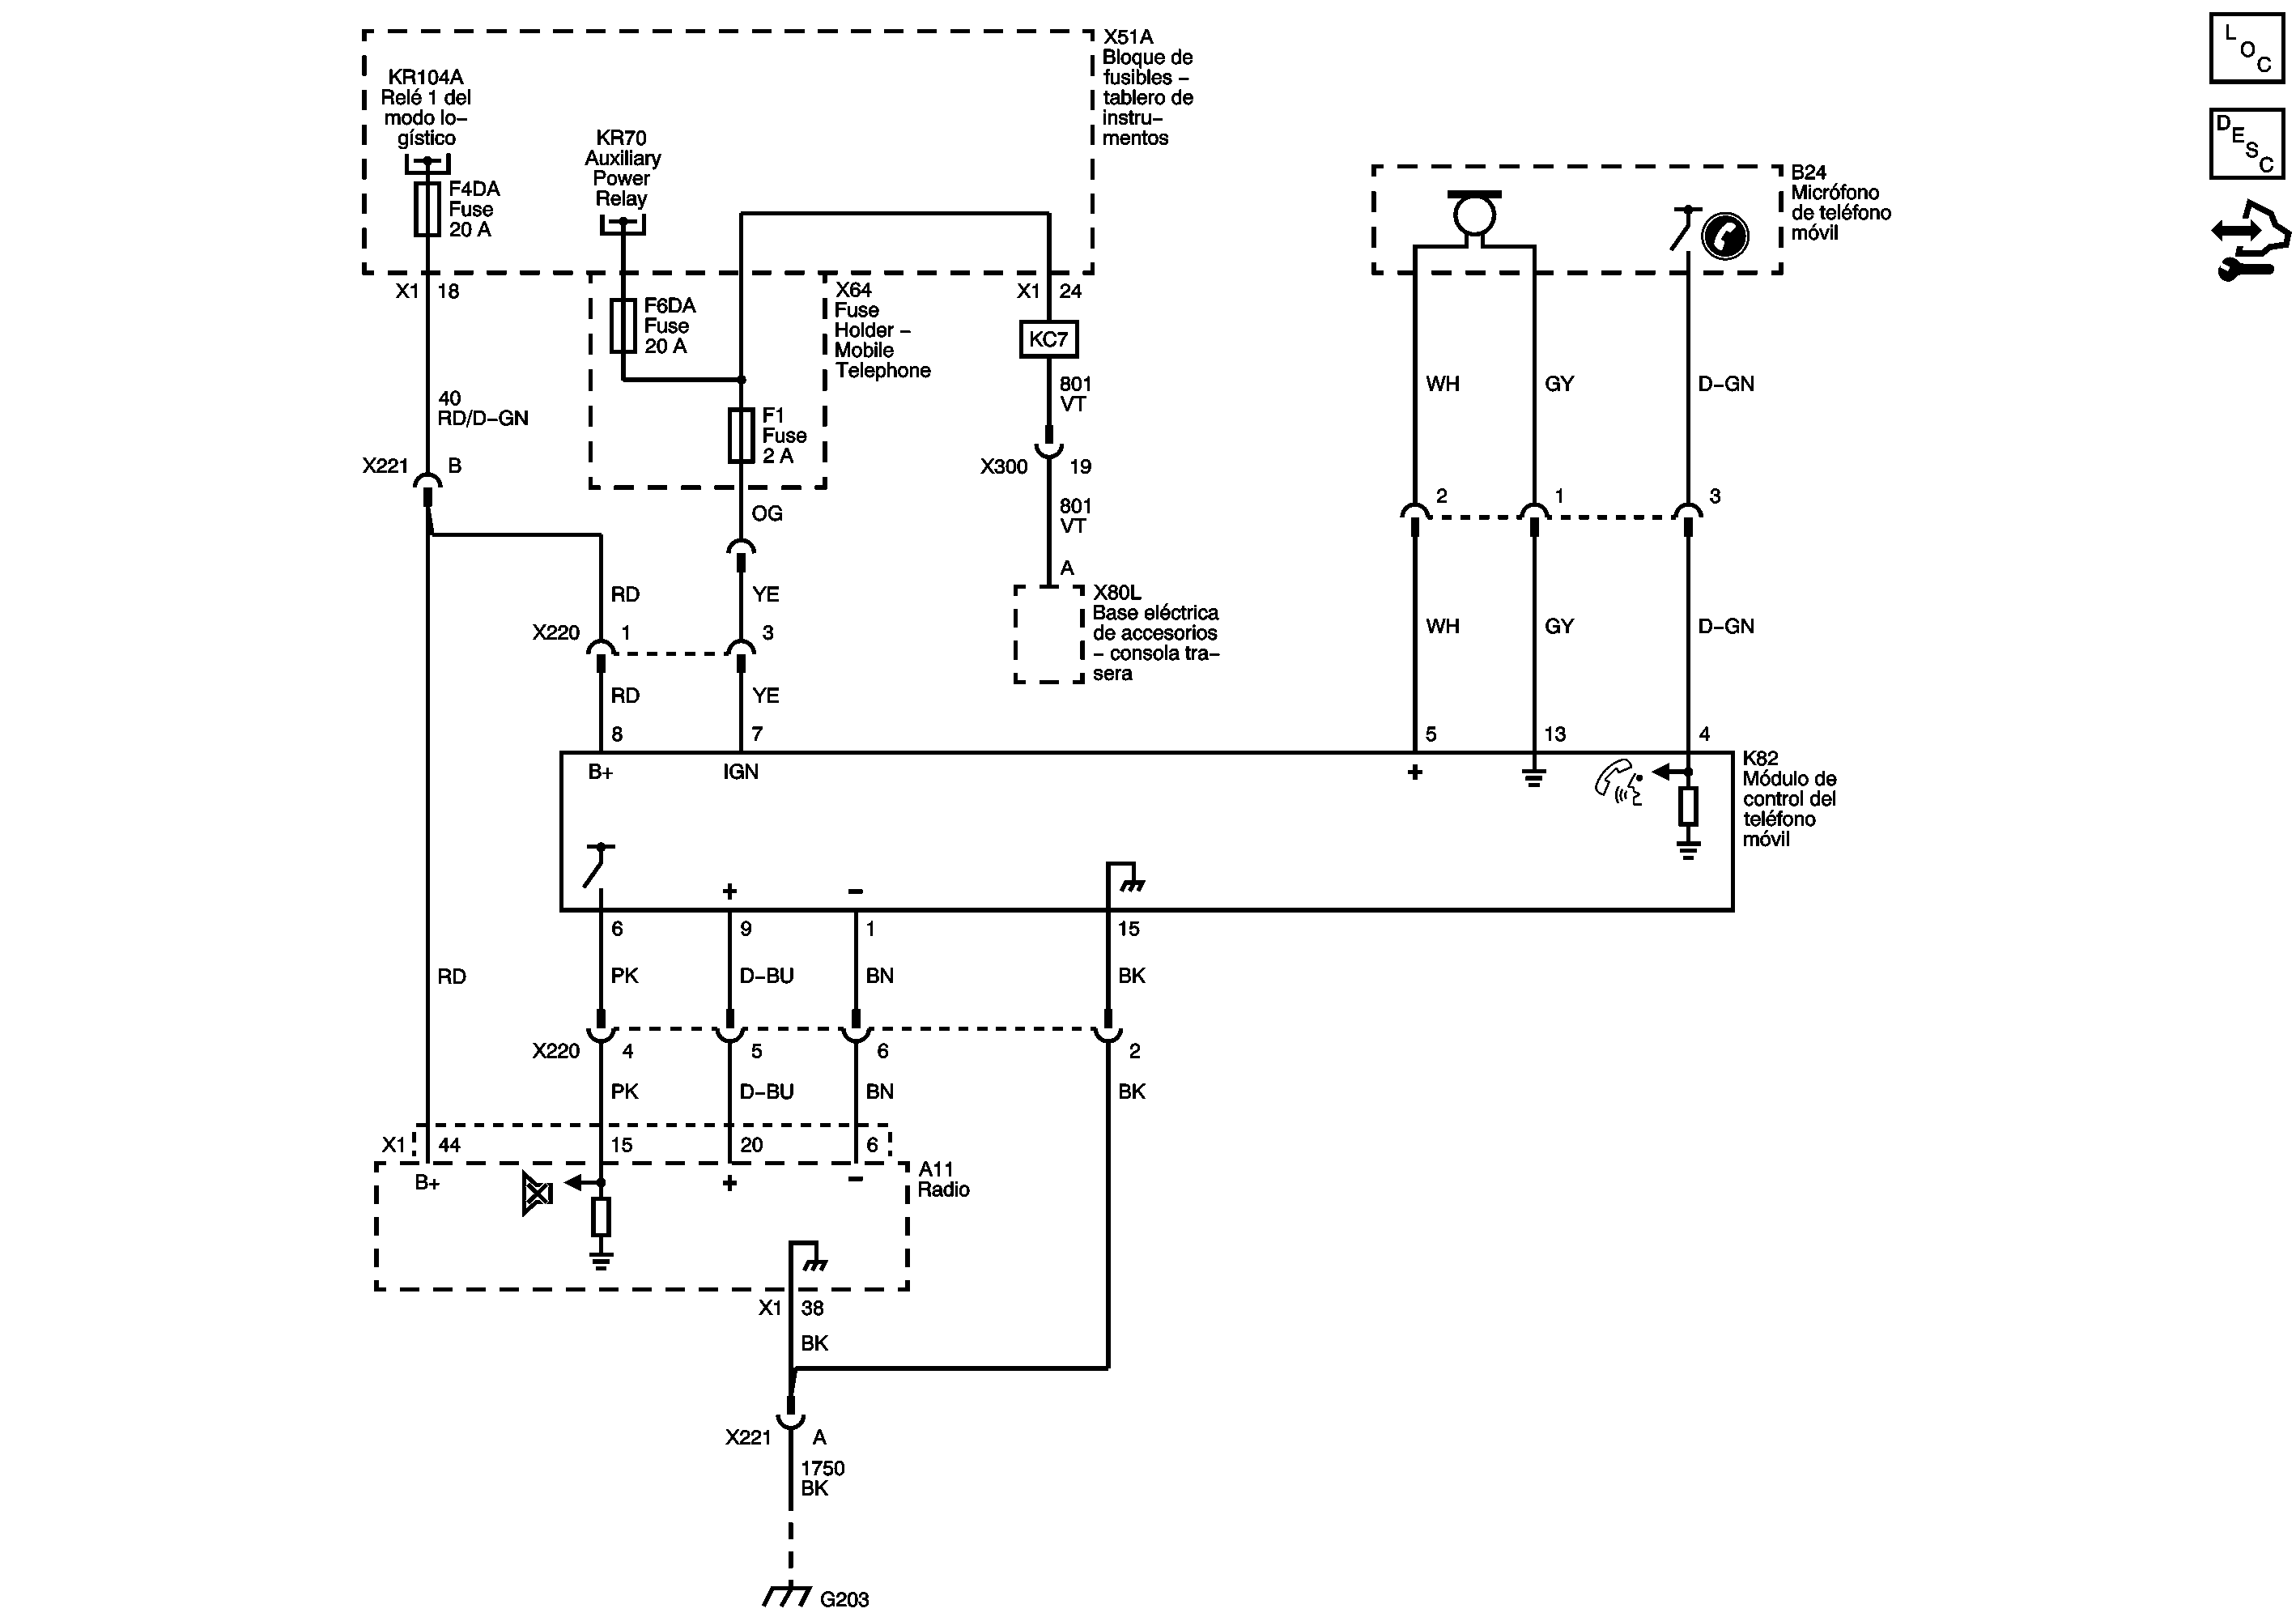 X51A
Bloque de
fusibles –
tablero de
instru–
mentos
KR104A
Relé 1 del
modo lo–
gístico
F4DA
Fuse
20 A
KR70
Auxiliary
Power
Relay
X1 18
F6DA
Fuse
20 A
X64
Fuse
Holder –
Mobile
Telephone
X1 24
KC7
F1
Fuse
2 A
40
RD/D–GN
801
VT
X221 B
X300 19
OG
801
VT
A
RD
YE
X80L
Base eléctrica
de accesorios
– consola tra–
sera
X220 1 3
RD
YE
8 7
B24
Micrófono
de teléfono
móvil
WH GY D–GN
2 1 3
WH GY D–GN
5 13 4
B+ IGN + 
K82
Módulo de
control del
teléfono
móvil
+ –
6 9 1 15
RD
PK D–BU BN BK
X220 4 5 6 2
PK D–BU BN BK
X1 44 15 20 6
A11
Radio
B+ + –
X1 38
BK
X221 A
1750
BK
G203
L
O
C
D
E
S
C